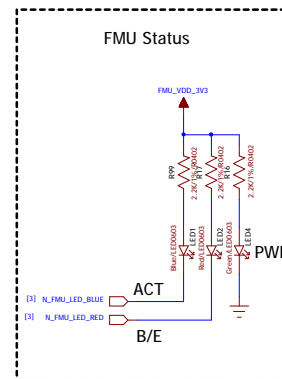 FMU Status
FMU_VDD_3V3
R99
2.2K/1%/R0402
R17
2.2K/1%/R0402
R16
2.2K/1%/R0402
Blue/LED0603
LED1
Red/LED0603
LED2
Green/LED0603
LED4
PWR
[3] N_FMU_LED_BLUE
ACT
[3] N_FMU_LED_RED
B/E